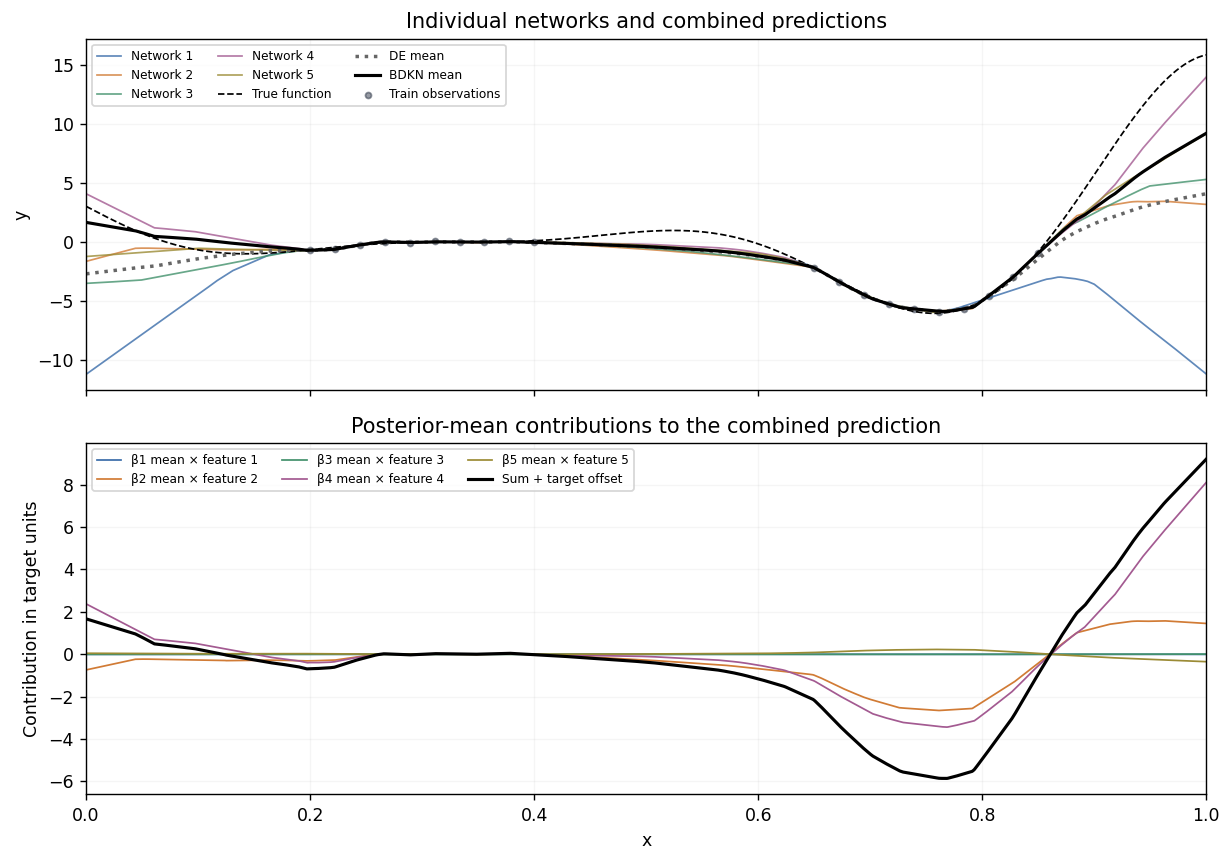 Individual networks and combined predictions
Network 1
Network 2
Network 3
Network 4
Network 5
True function
DE mean
BDKN mean
Train observations
15
10
5
0
−5
−10
y
Posterior-mean contributions to the combined prediction
β1 mean × feature 1
β2 mean × feature 2
β3 mean × feature 3
β4 mean × feature 4
β5 mean × feature 5
Sum + target offset
8
6
4
2
0
−2
−4
−6
Contribution in target units
0.0
0.2
0.4
0.6
0.8
1.0
x